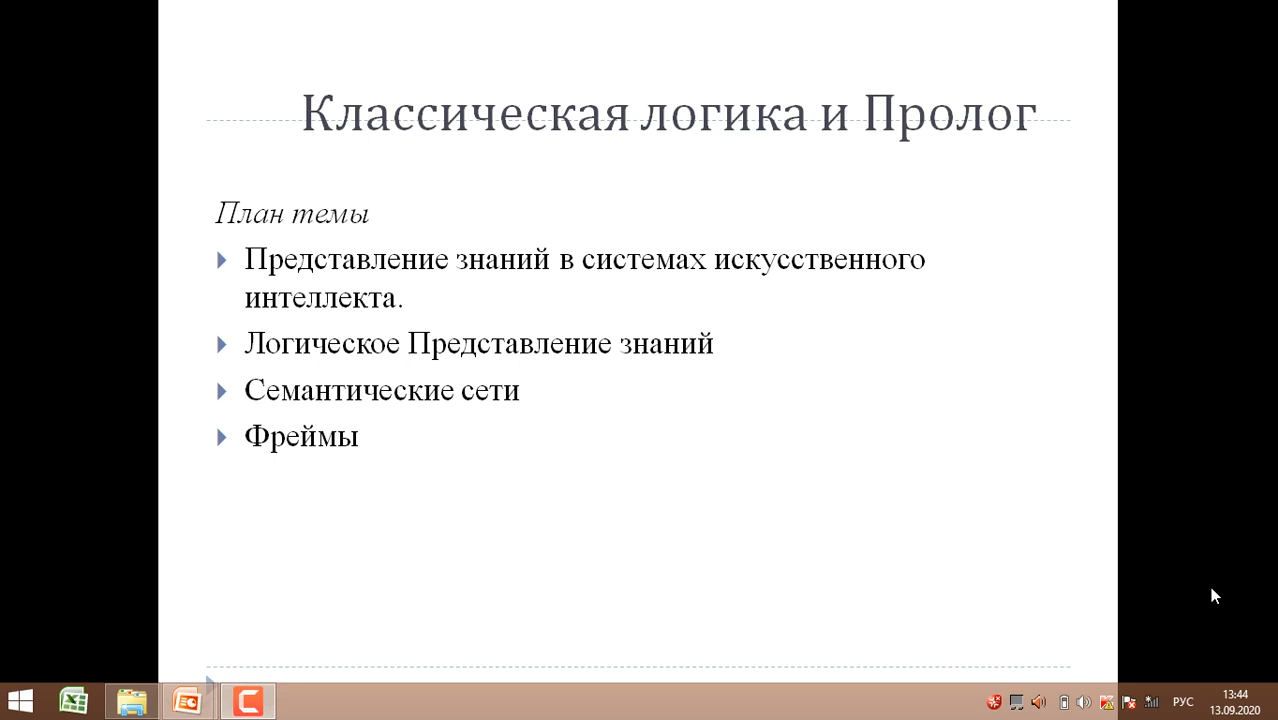 Классическая логика и Пролог
План темы
Представление знаний в системах искусственного
интеллекта.
Логическое Представление знаний
Семантические сети
Фреймы
РУС
13:44
13.09.2020